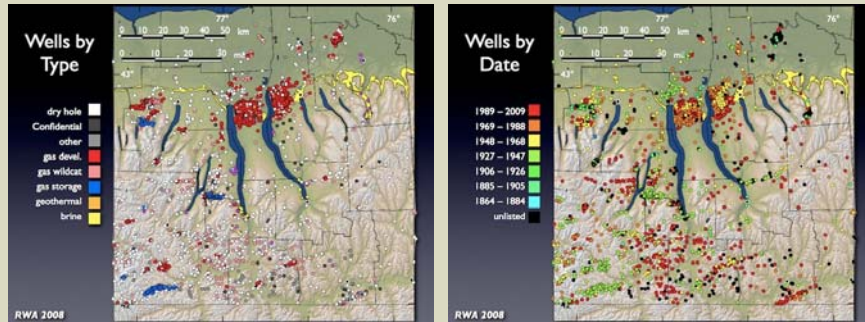 Wells by
Type
77°
76°
0 10 20 30 40 50 km
0 10 20 30 mi
43°
dry hole
Confidential
other
gas devel.
gas wildcat
gas storage
geothermal
brine
RWA 2008
Wells by
Date
77°
76°
0 10 20 30 40 50 km
0 10 20 30 mi
43°
1989 – 2009
1969 – 1988
1948 – 1968
1927 – 1947
1906 – 1926
1885 – 1905
1864 – 1884
unlisted
RWA 2008